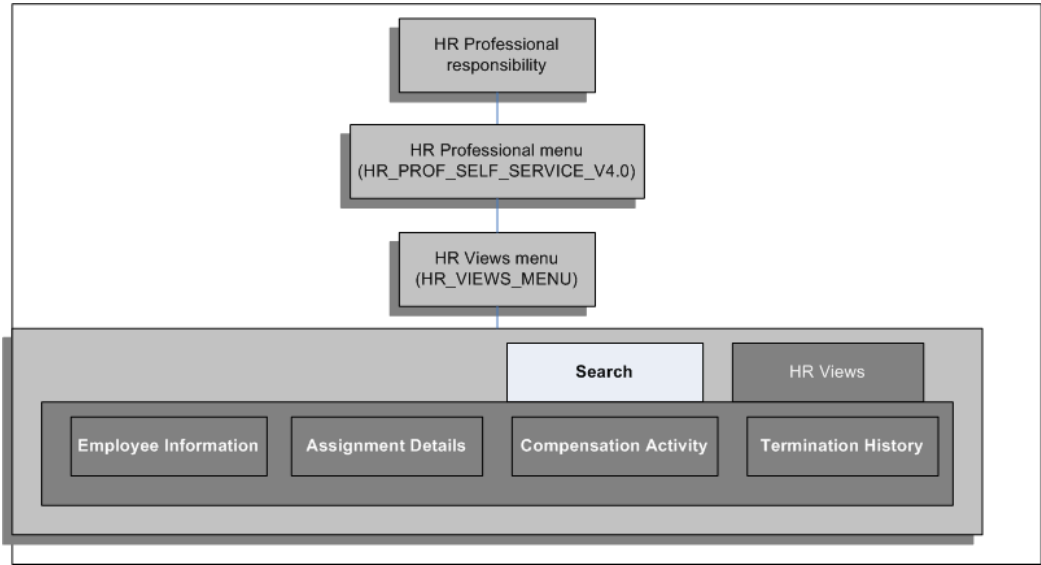 HR Professional
responsibility
HR Professional menu
(HR_PROF_SELF_SERVICE_V4.0)
HR Views menu
(HR_VIEWS_MENU)
Search
HR Views
Employee Information
Assignment Details
Compensation Activity
Termination History